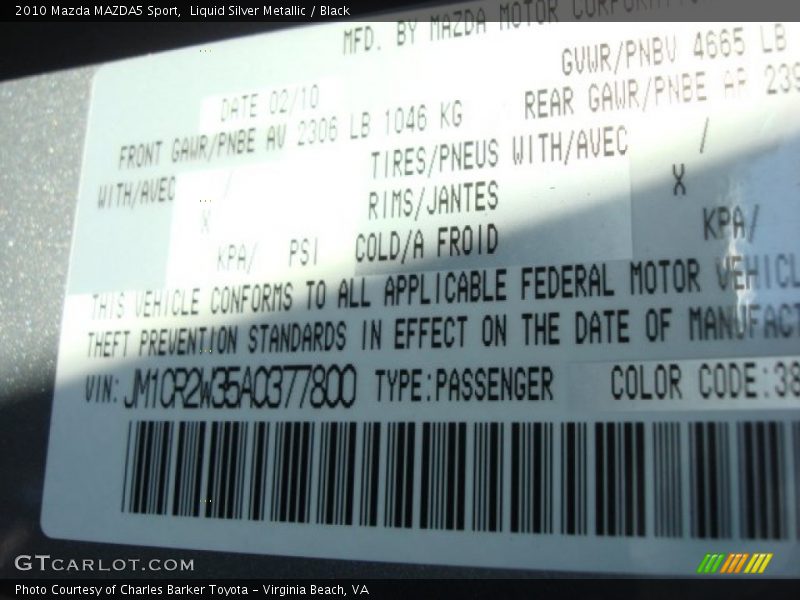 2010 Mazda MAZDA5 Sport,  Liquid Silver Metallic / Black
MFD. BY MAZDA MOTOR CORPORATION
GVWR/PNBV 4665 LB
DATE 02/10
FRONT GAWR/PNBE AV 2306 LB 1046 KG
REAR GAWR/PNBE AR 239
WITH/AVEC /
TIRES/PNEUS WITH/AVEC /
X RIMS/JANTES X
KPA/ PSI COLD/A FROID KPA/
THIS VEHICLE CONFORMS TO ALL APPLICABLE FEDERAL MOTOR VEHICL
THEFT PREVENTION STANDARDS IN EFFECT ON THE DATE OF MANUFACT
VIN: JM1CR2W35A0377800 TYPE:PASSENGER COLOR CODE:38
GTCARLOT.COM
Photo Courtesy of Charles Barker Toyota - Virginia Beach, VA